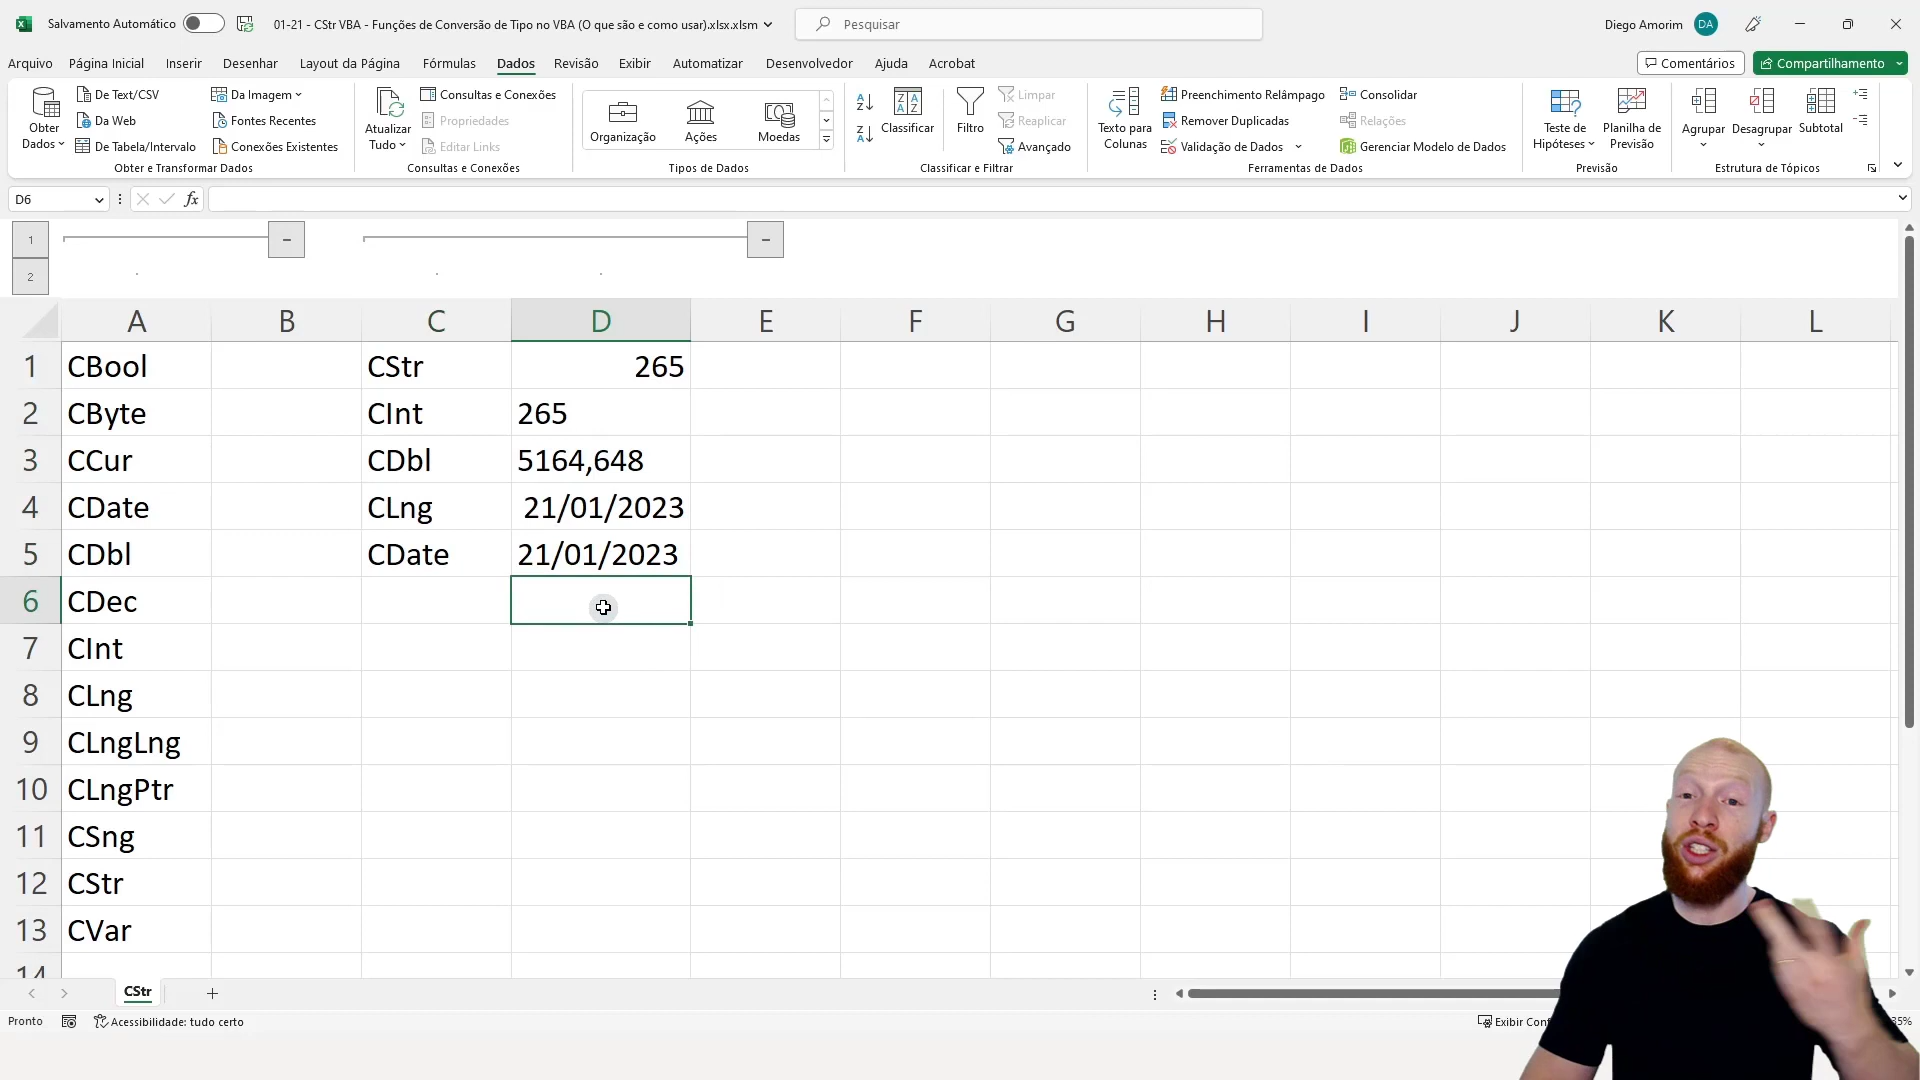 Salvamento Automático
01-21 - CStr VBA - Funções de Conversão de Tipo no VBA (O que são e como usar).xlsx.xlsm
Pesquisar
Diego Amorim
DA
Arquivo
Página Inicial
Inserir
Desenhar
Layout da Página
Fórmulas
Dados
Revisão
Exibir
Automatizar
Desenvolvedor
Ajuda
Acrobat
Comentários
Compartilhamento
Obter Dados
De Text/CSV
Da Web
De Tabela/Intervalo
Da Imagem
Fontes Recentes
Conexões Existentes
Obter e Transformar Dados
Atualizar Tudo
Consultas e Conexões
Propriedades
Editar Links
Consultas e Conexões
Organização
Ações
Moedas
Tipos de Dados
Classificar
Filtro
Limpar
Reaplicar
Avançado
Classificar e Filtrar
Texto para Colunas
Preenchimento Relâmpago
Remover Duplicadas
Validação de Dados
Consolidar
Relações
Gerenciar Modelo de Dados
Ferramentas de Dados
Teste de Hipóteses
Planilha de Previsão
Previsão
Agrupar
Desagrupar
Subtotal
Estrutura de Tópicos
D6
fx
1
2
A B C D E F G H I J K L
1 CBool CStr 265
2 CByte CInt 265
3 CCur CDbl 5164,648
4 CDate CLng 21/01/2023
5 CDbl CDate 21/01/2023
6 CDec
7 CInt
8 CLng
9 CLngLng
10 CLngPtr
11 CSng
12 CStr
13 CVar
14
CStr
Pronto
Acessibilidade: tudo certo
Exibir